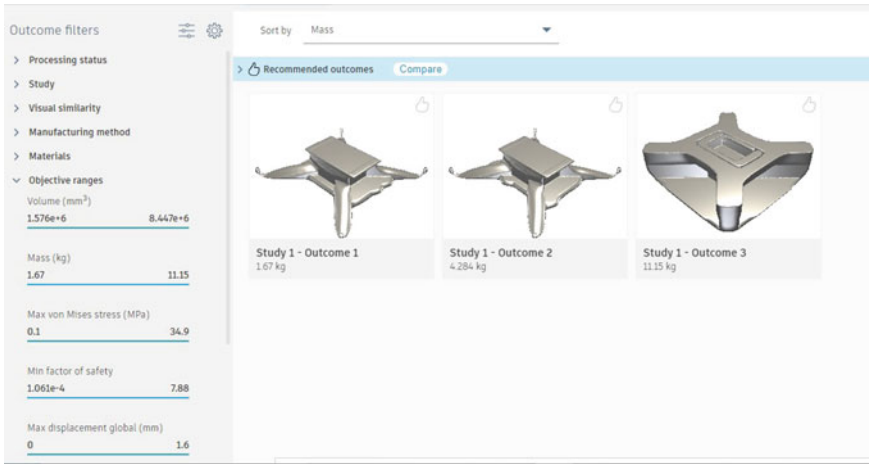 Outcome filters
Sort by Mass
> Processing status
> Study
> Visual similarity
> Manufacturing method
> Materials
Objective ranges
Volume (mm³)
1.576e+6 8.447e+6
Mass (kg)
1.67 11.15
Max von Mises stress (MPa)
0.1 34.9
Min factor of safety
1.061e-4 7.88
Max displacement global (mm)
0 1.6
> Recommended outcomes Compare
Study 1 - Outcome 1
1.67 kg
Study 1 - Outcome 2
4.284 kg
Study 1 - Outcome 3
11.15 kg